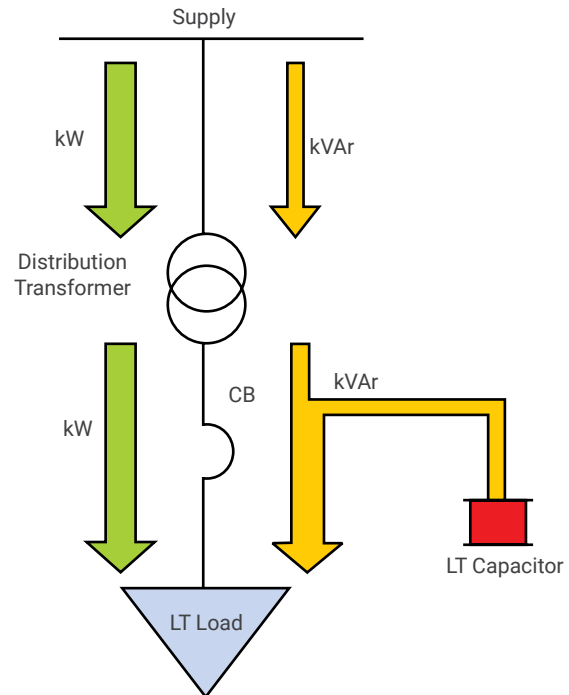 Supply
kW
kVAr
Distribution
Transformer
kVAr
CB
kW
LT Capacitor
LT Load